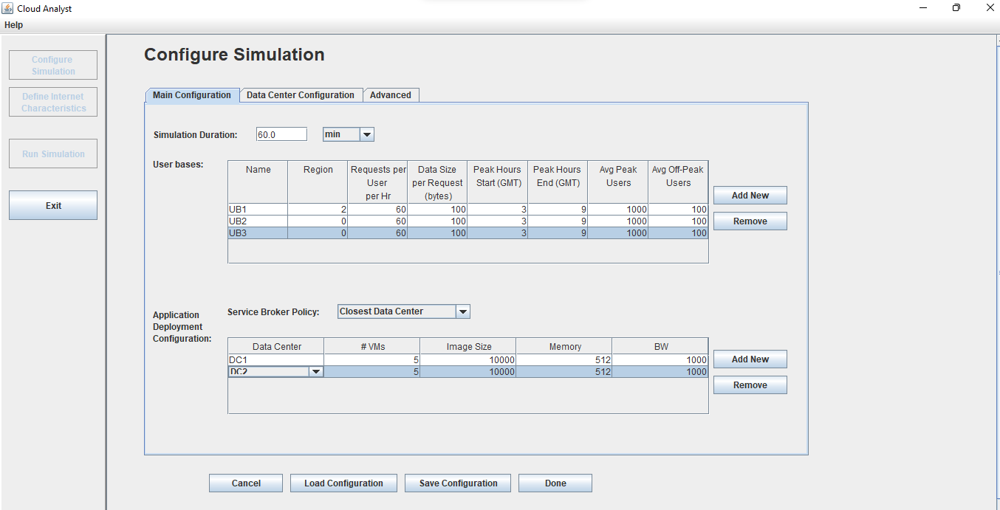 Cloud Analyst
Help
Configure
Simulation
Define Internet
Characteristics
Run Simulation
Exit
Configure Simulation
Main Configuration Data Center Configuration Advanced
Simulation Duration: 60.0 min
User bases:
Name Region Requests per User per Hr Data Size per Request (bytes) Peak Hours Start (GMT) Peak Hours End (GMT) Avg Peak Users Avg Off-Peak Users
UB1 2 60 100 3 9 1000 100
UB2 0 60 100 3 9 1000 100
UB3 0 60 100 3 9 1000 100
Add New
Remove
Application
Deployment
Configuration:
Service Broker Policy: Closest Data Center
Data Center # VMs Image Size Memory BW
DC1 5 10000 512 1000
DC2 5 10000 512 1000
Add New
Remove
Cancel Load Configuration Save Configuration Done